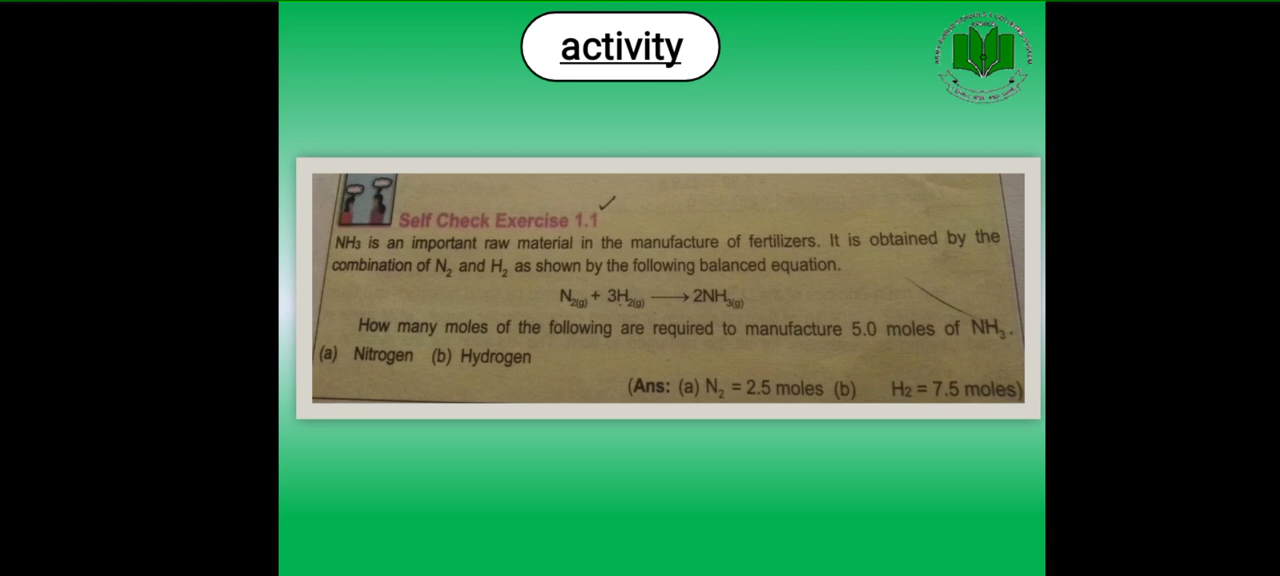 activity
Self Check Exercise 1.1
NH₃ is an important raw material in the manufacture of fertilizers. It is obtained by the
combination of N₂ and H₂ as shown by the following balanced equation.
N₂(g) + 3H₂(g) ⟶ 2NH₃(g)
How many moles of the following are required to manufacture 5.0 moles of NH₃.
(a) Nitrogen (b) Hydrogen
(Ans: (a) N₂ = 2.5 moles (b) H₂ = 7.5 moles)